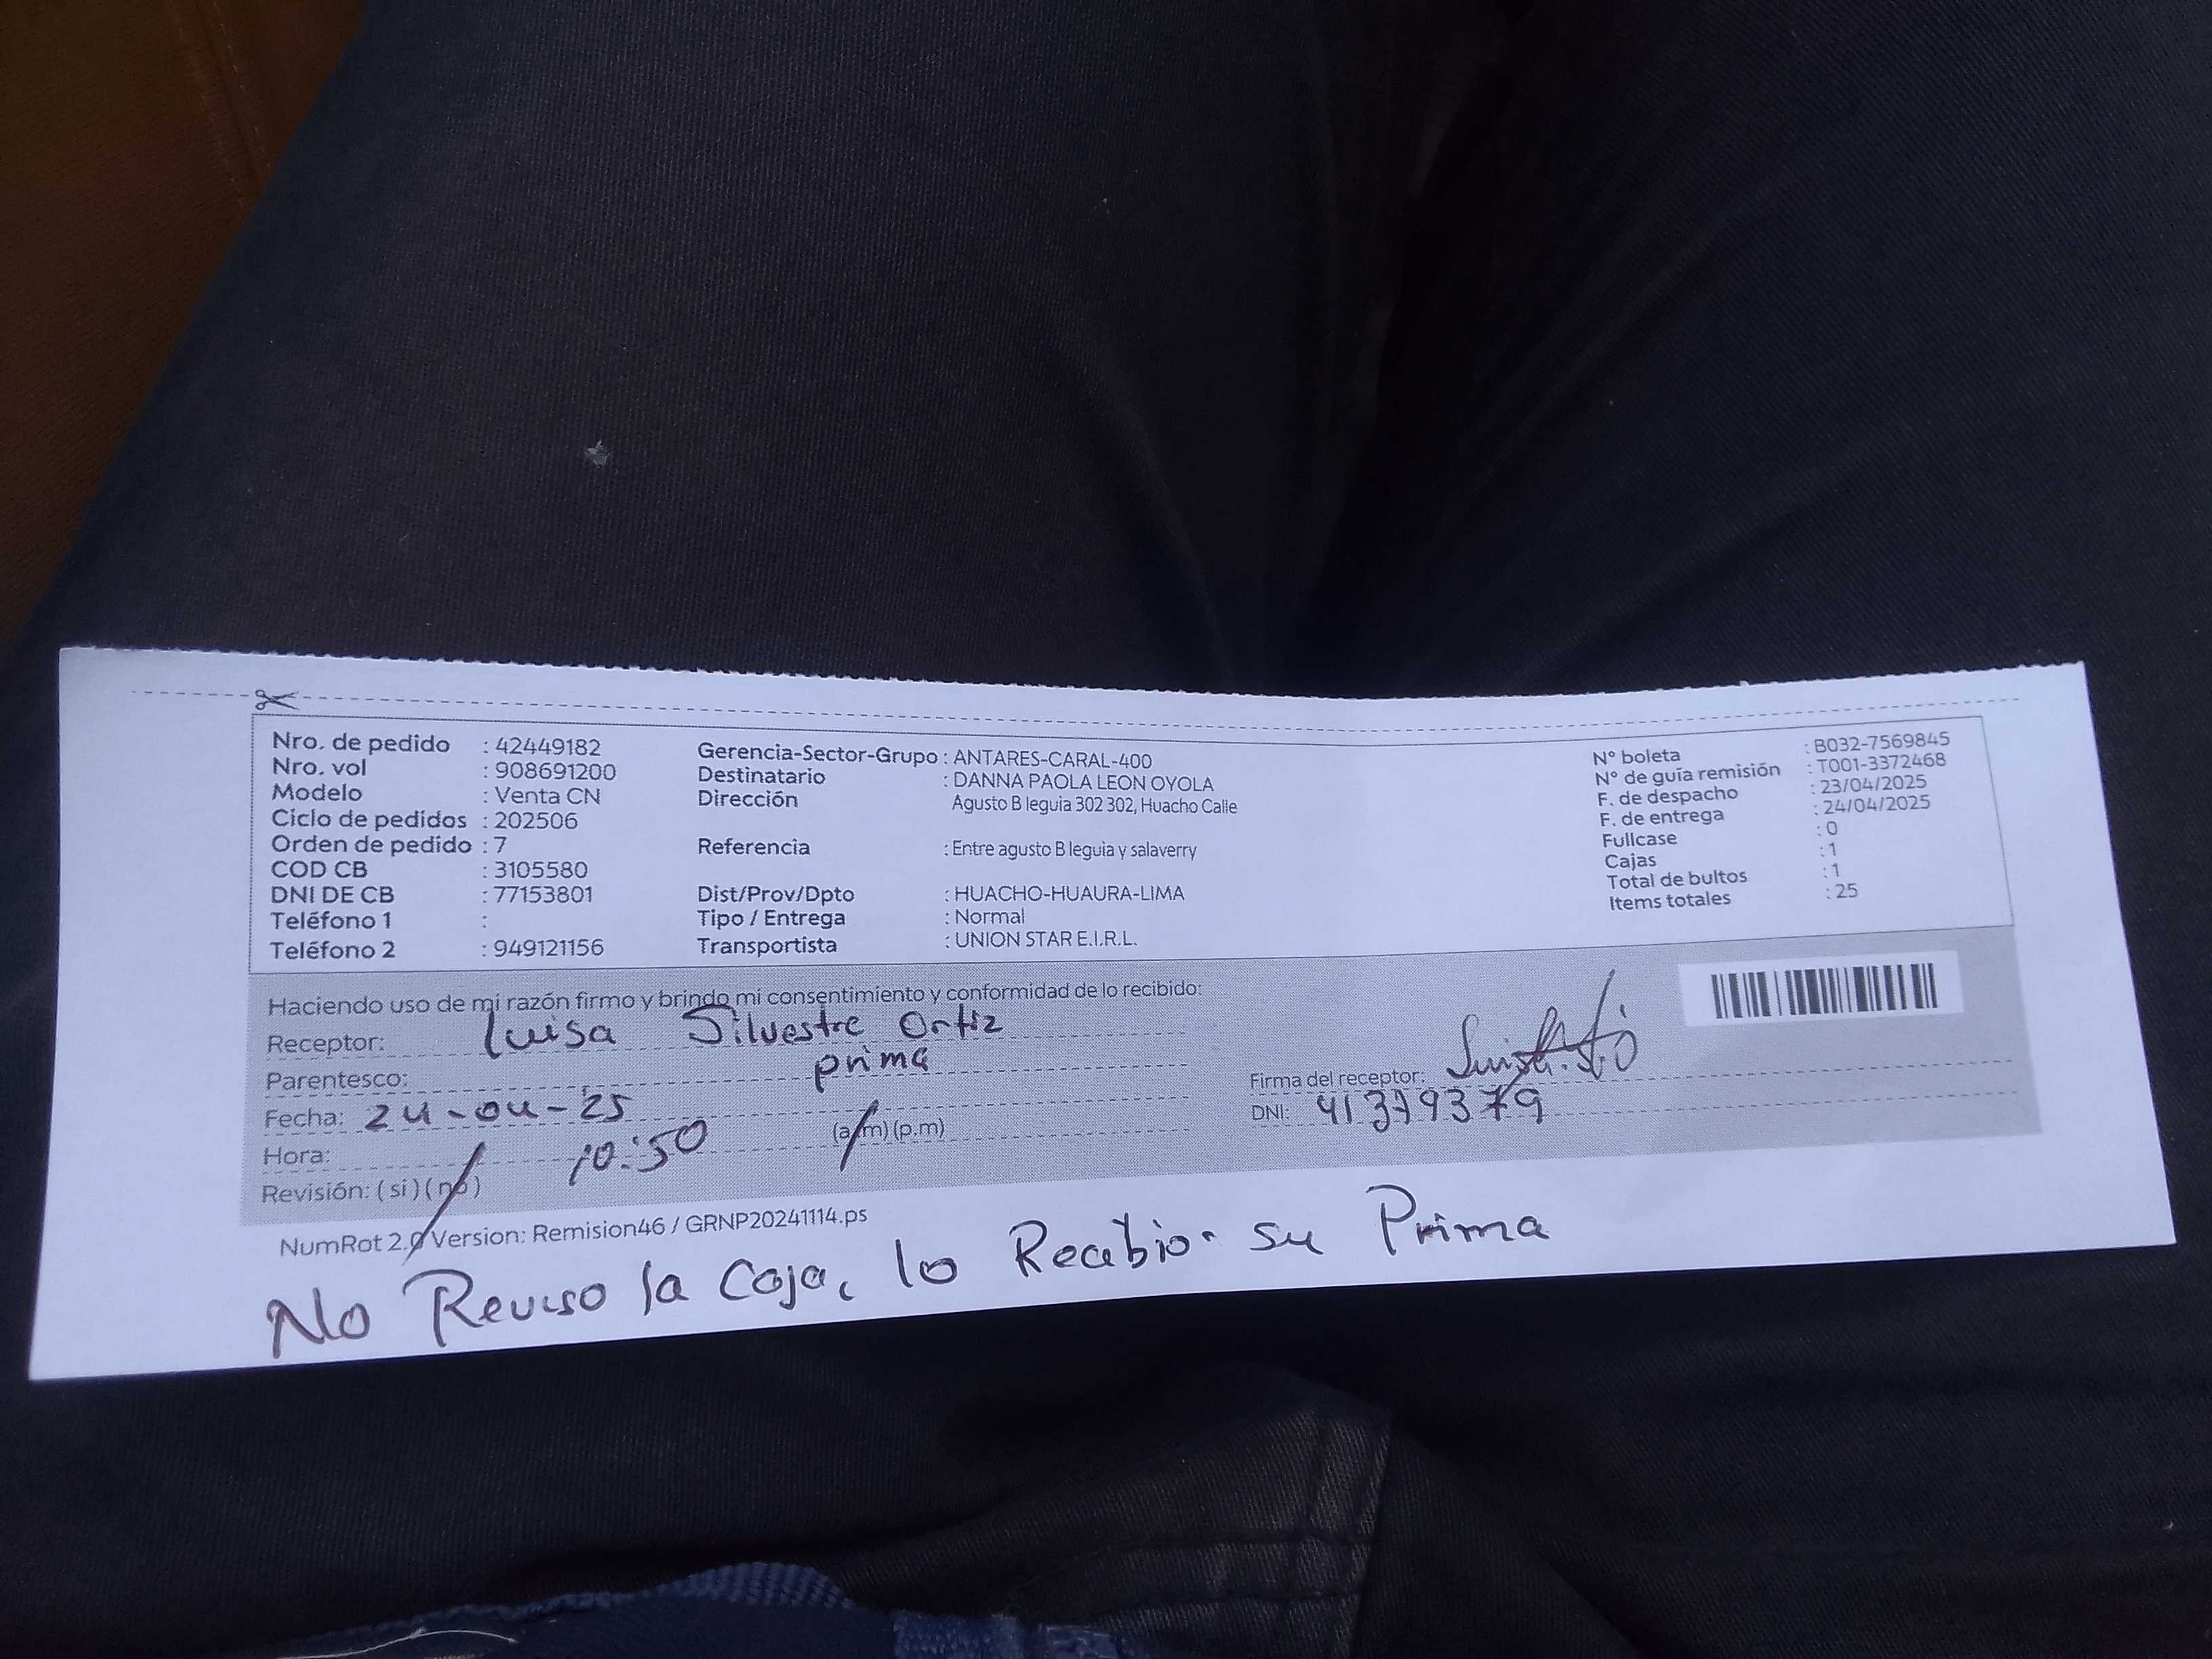 Nro. de pedido : 42449182
Nro. vol : 908691200
Modelo : Venta CN
Ciclo de pedidos : 202506
Orden de pedido : 7
COD CB : 3105580
DNI DE CB : 77153801
Teléfono 1 :
Teléfono 2 : 949121156
Gerencia-Sector-Grupo : ANTARES-CARAL-400
Destinatario : DANNA PAOLA LEON OYOLA
Dirección Agusto B leguia 302 302, Huacho Calle
Referencia : Entre agusto B leguia y salaverry
Dist/Prov/Dpto : HUACHO-HUAURA-LIMA
Tipo / Entrega : Normal
Transportista : UNION STAR E.I.R.L.
N° boleta : B032-7569845
N° de guía remisión : T001-3372468
F. de despacho : 23/04/2025
F. de entrega : 24/04/2025
Fullcase : 0
Cajas : 1
Total de bultos : 1
Items totales : 25
Haciendo uso de mi razón firmo y brindo mi consentimiento y conformidad de lo recibido:
Receptor: Luisa Silvestre Ortiz
Parentesco: prima
Fecha: 24-04-25
Hora: 10:50 (a.m) (p.m)
Revisión: ( si ) ( no )
Firma del receptor:
DNI: 41379379
NumRot 2.0 Version: Remision46 / GRNP20241114.ps
No Reviso la Caja, lo Recibio su Prima